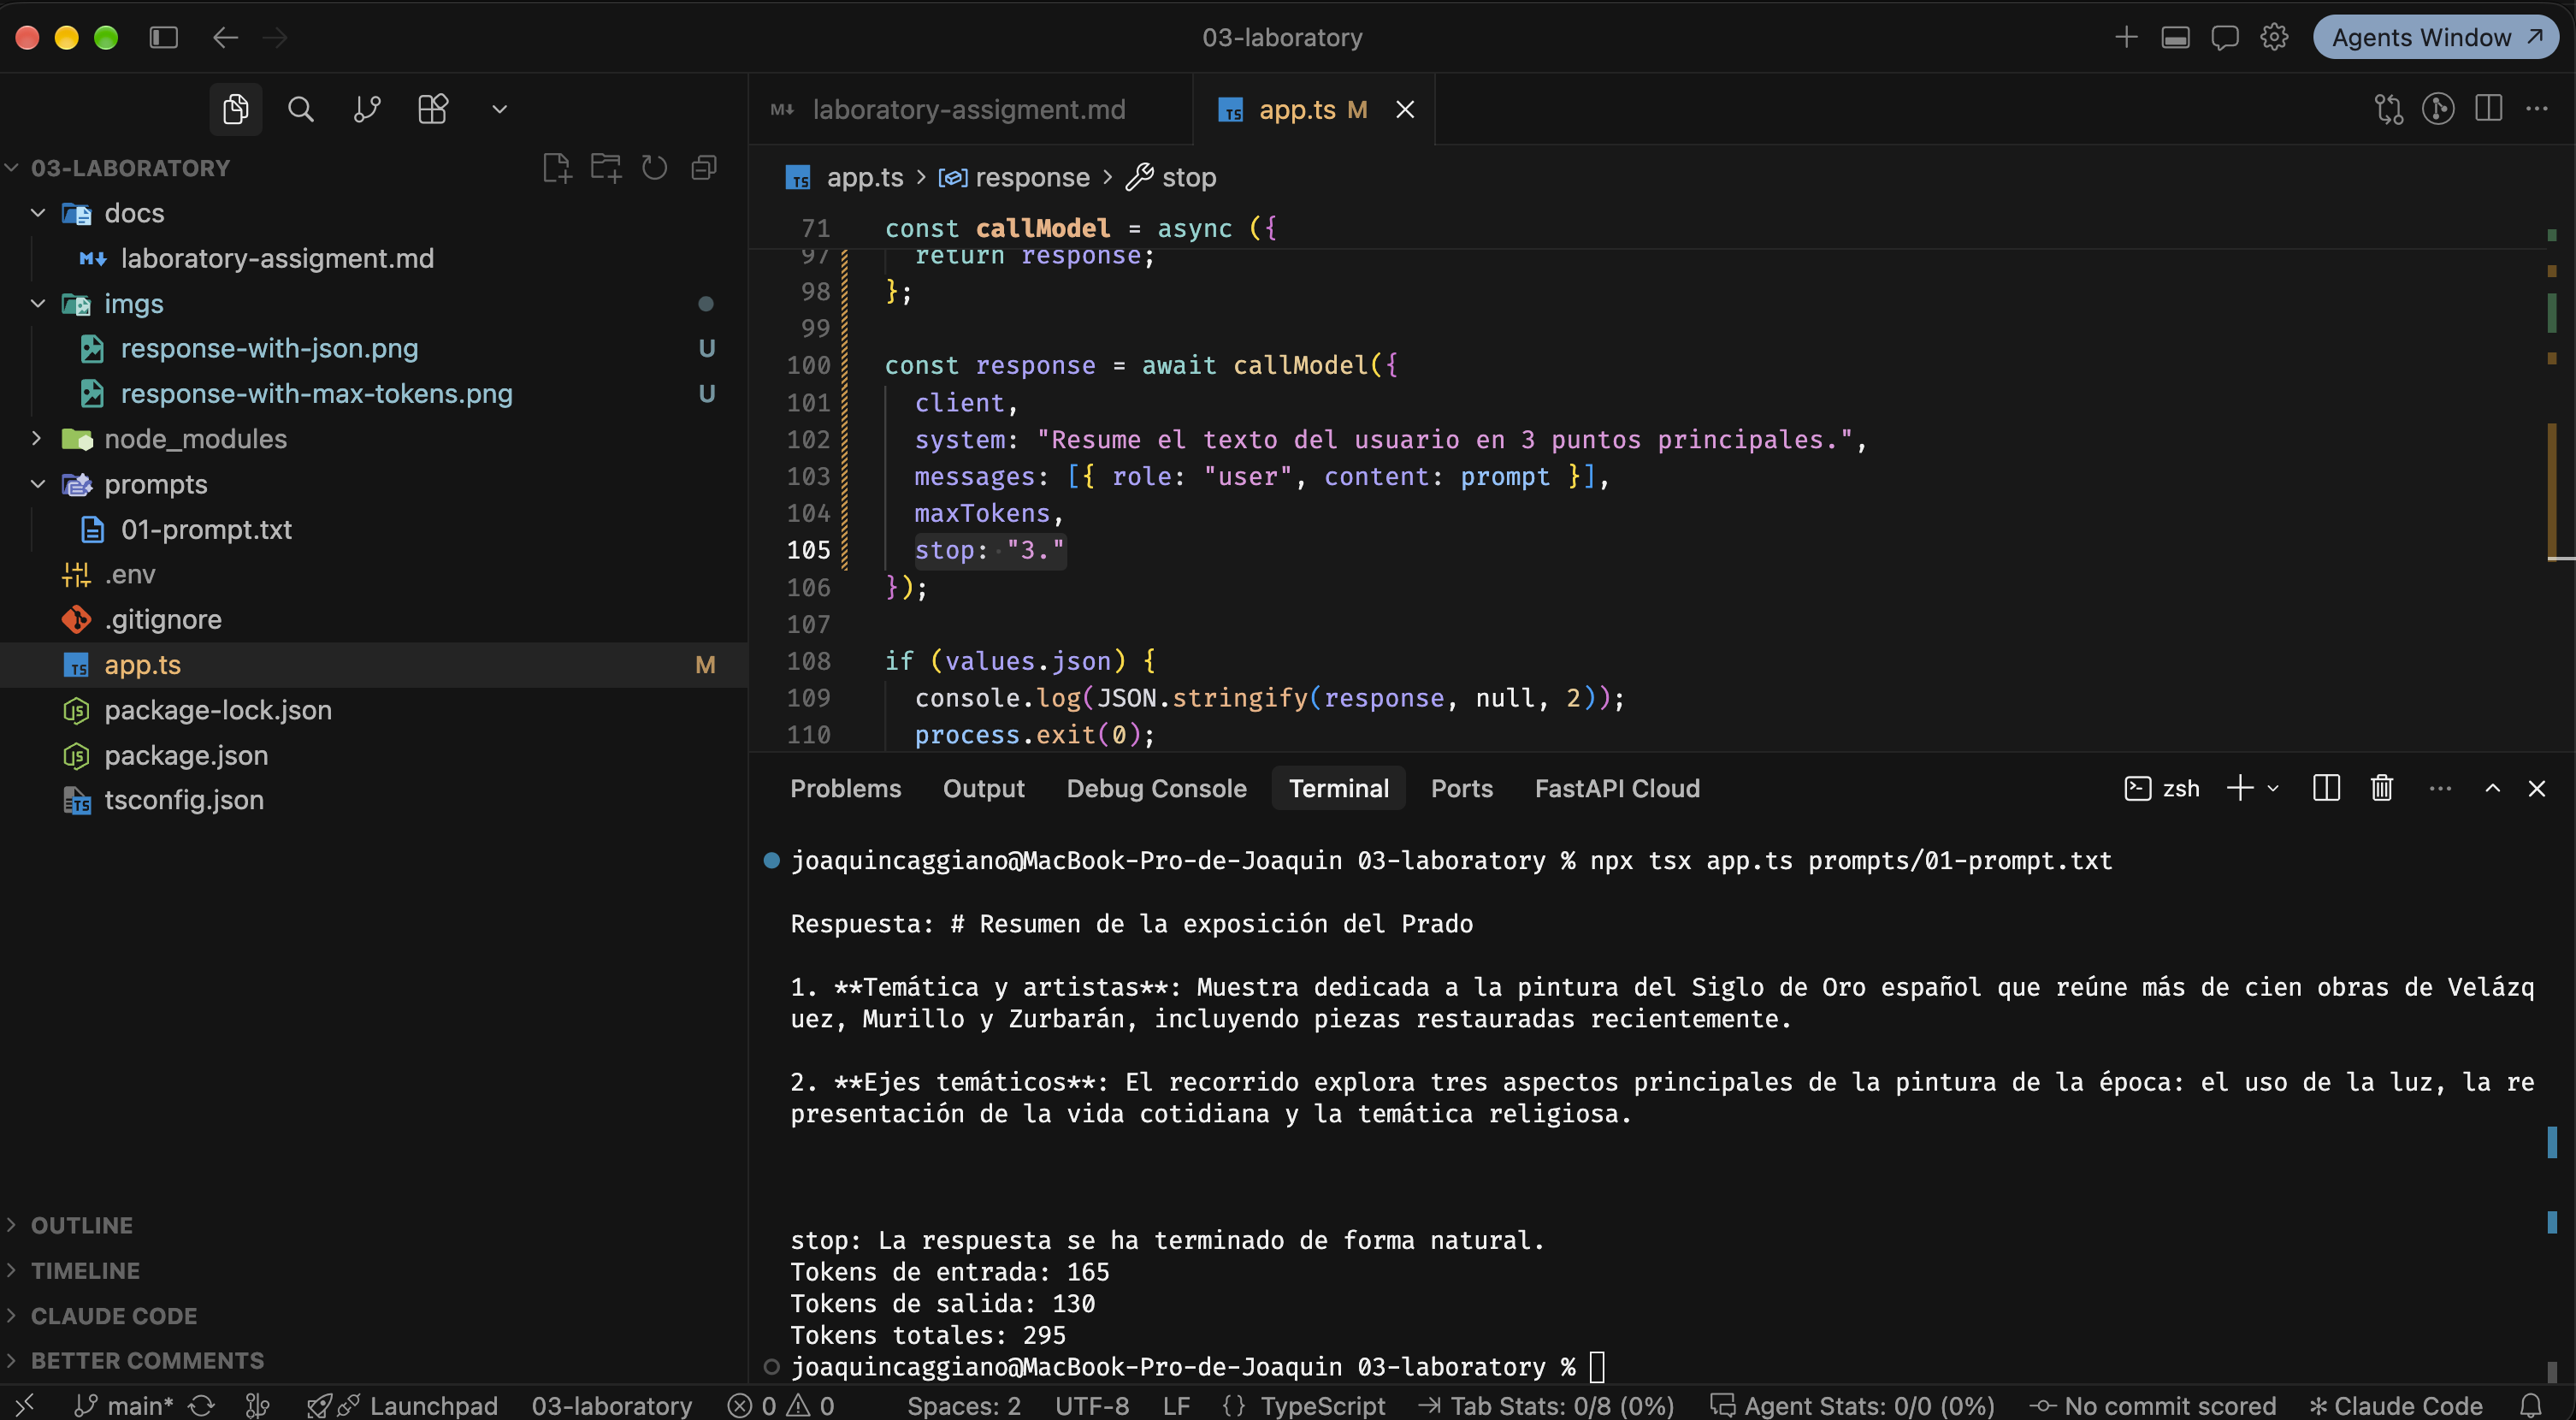 03-laboratory
Agents Window
03-LABORATORY
docs
laboratory-assigment.md
imgs
response-with-json.png U
response-with-max-tokens.png U
node_modules
prompts
01-prompt.txt
.env
.gitignore
TS app.ts M
JS package-lock.json
JS package.json
TS tsconfig.json
OUTLINE
TIMELINE
CLAUDE CODE
BETTER COMMENTS
laboratory-assigment.md
TS app.ts M
TS app.ts > response > stop
71 const callModel = async ({
97 return response;
98 };
99
100 const response = await callModel({
101 client,
102 system: "Resume el texto del usuario en 3 puntos principales.",
103 messages: [{ role: "user", content: prompt }],
104 maxTokens,
105 stop: "3."
106 });
107
108 if (values.json) {
109 console.log(JSON.stringify(response, null, 2));
110 process.exit(0);
Problems Output Debug Console Terminal Ports FastAPI Cloud zsh
joaquincaggiano@MacBook-Pro-de-Joaquin 03-laboratory % npx tsx app.ts prompts/01-prompt.txt
Respuesta: # Resumen de la exposición del Prado
1. **Temática y artistas**: Muestra dedicada a la pintura del Siglo de Oro español que reúne más de cien obras de Velázq
uez, Murillo y Zurbarán, incluyendo piezas restauradas recientemente.
2. **Ejes temáticos**: El recorrido explora tres aspectos principales de la pintura de la época: el uso de la luz, la re
presentación de la vida cotidiana y la temática religiosa.
stop: La respuesta se ha terminado de forma natural.
Tokens de entrada: 165
Tokens de salida: 130
Tokens totales: 295
joaquincaggiano@MacBook-Pro-de-Joaquin 03-laboratory %
main* Launchpad 03-laboratory 0 0 Spaces: 2 UTF-8 LF {} TypeScript Tab Stats: 0/8 (0%) Agent Stats: 0/0 (0%) No commit scored Claude Code